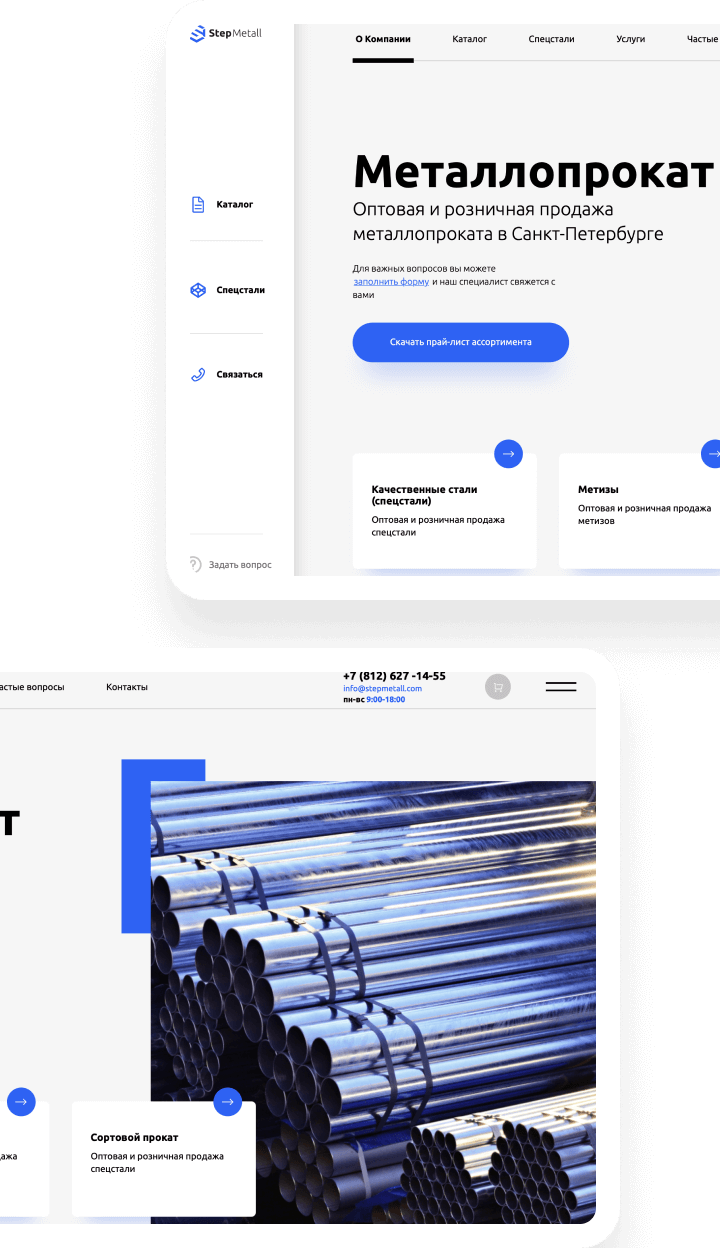 StepMetall
О Компании Каталог Спецстали Услуги Частые
Каталог
Спецстали
Связаться
Задать вопрос
Металлопрокат
Оптовая и розничная продажа
металлопроката в Санкт-Петербурге
Для важных вопросов вы можете
заполнить форму и наш специалист свяжется с
вами
Скачать прай-лист ассортимента
Качественные стали
(спецстали)
Оптовая и розничная продажа
спецстали
Метизы
Оптовая и розничная продажа
метизов
астые вопросы Контакты
+7 (812) 627 -14-55
info@stepmetall.com
пн-вс 9:00-18:00
т
дажа
Сортовой прокат
Оптовая и розничная продажа
спецстали